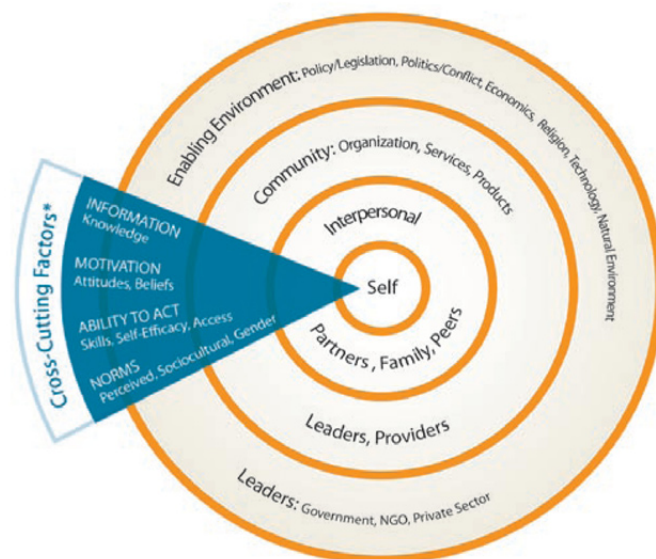 Enabling Environment: Policy/Legislation, Politics/Conflict, Economics, Religion, Technology, Natural Environment
Community: Organization, Services, Products
Interpersonal
Self
Partners, Family, Peers
Leaders, Providers
Leaders: Government, NGO, Private Sector
Cross-Cutting Factors*
INFORMATION
Knowledge
MOTIVATION
Attitudes, Beliefs
ABILITY TO ACT
Skills, Self-Efficacy, Access
NORMS
Perceived, Sociocultural, Gender